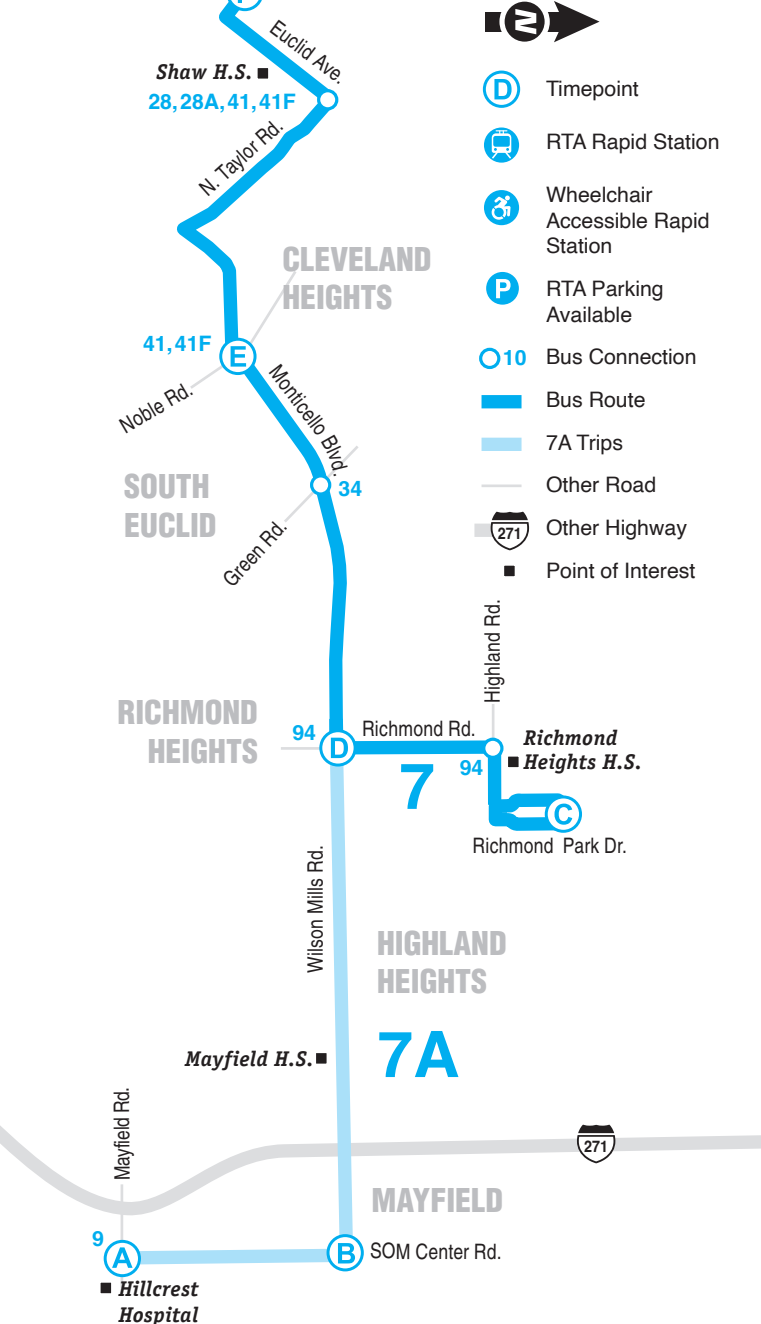 N
Euclid Ave.
Shaw H.S.
28, 28A, 41, 41F
N. Taylor Rd.
CLEVELAND
HEIGHTS
41, 41F
E
Noble Rd.
Monticello Blvd.
SOUTH
EUCLID
34
Green Rd.
RICHMOND
HEIGHTS
94
D
Richmond Rd.
Highland Rd.
7
94
Richmond
Heights H.S.
C
Richmond Park Dr.
Wilson Mills Rd.
HIGHLAND
HEIGHTS
7A
Mayfield H.S.
Mayfield Rd.
271
MAYFIELD
9
A
B
SOM Center Rd.
Hillcrest
Hospital
D
Timepoint
RTA Rapid Station
Wheelchair
Accessible Rapid
Station
P
RTA Parking
Available
10
Bus Connection
Bus Route
7A Trips
Other Road
271
Other Highway
Point of Interest